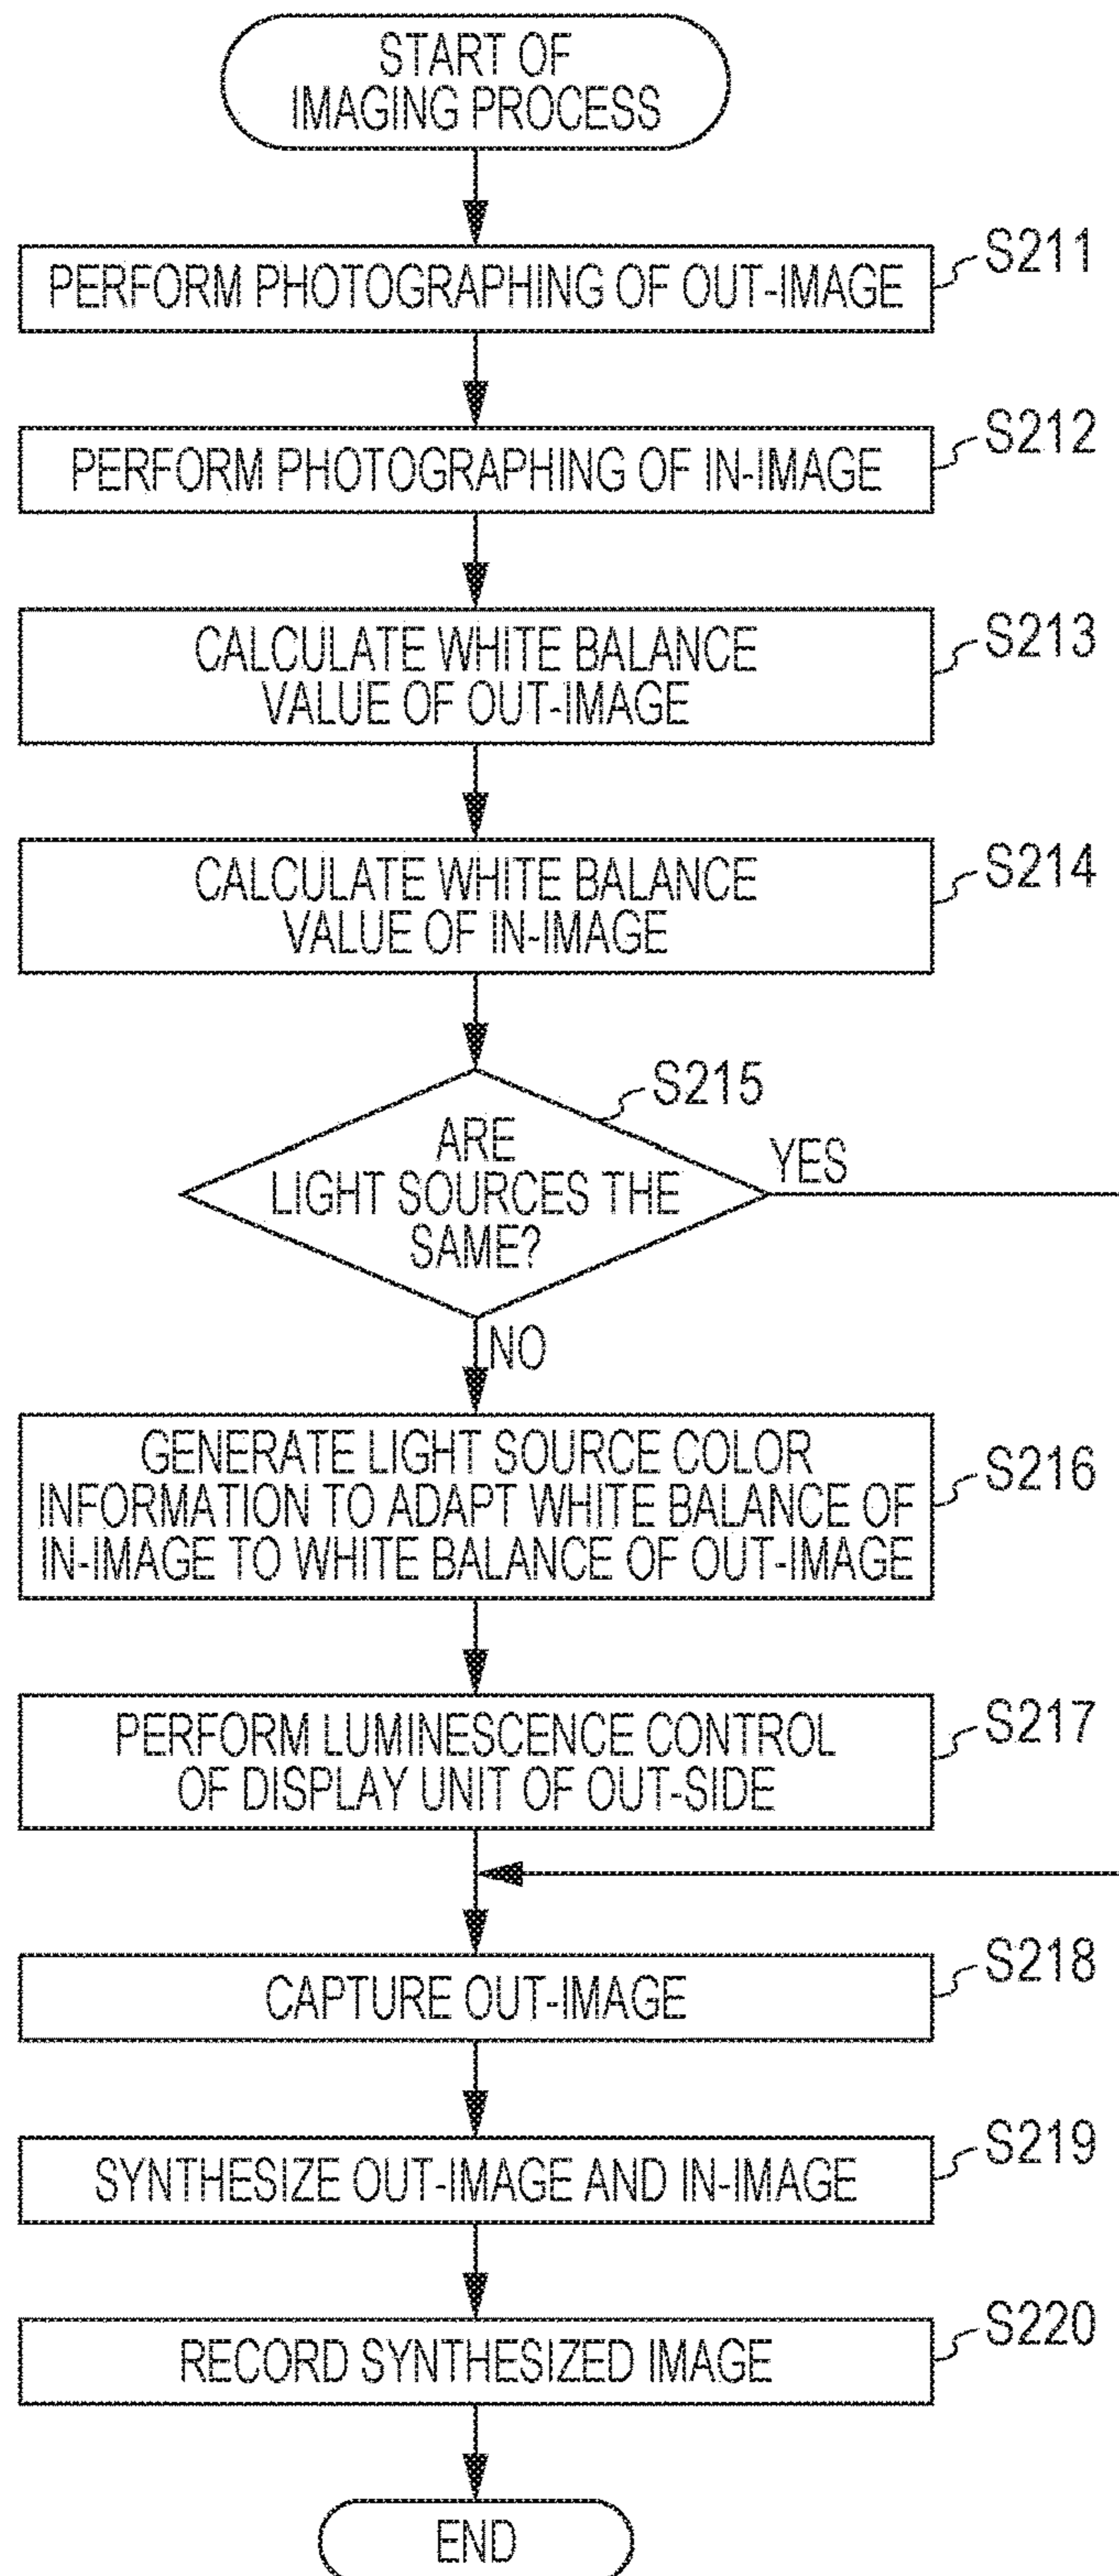 START OF
IMAGING PROCESS
S211
PERFORM PHOTOGRAPHING OF OUT-IMAGE
S212
PERFORM PHOTOGRAPHING OF IN-IMAGE
S213
CALCULATE WHITE BALANCE
VALUE OF OUT-IMAGE
S214
CALCULATE WHITE BALANCE
VALUE OF IN-IMAGE
S215
ARE
LIGHT SOURCES THE
SAME?
YES
NO
S216
GENERATE LIGHT SOURCE COLOR
INFORMATION TO ADAPT WHITE BALANCE OF
IN-IMAGE TO WHITE BALANCE OF OUT-IMAGE
S217
PERFORM LUMINESCENCE CONTROL
OF DISPLAY UNIT OF OUT-SIDE
S218
CAPTURE OUT-IMAGE
S219
SYNTHESIZE OUT-IMAGE AND IN-IMAGE
S220
RECORD SYNTHESIZED IMAGE
END